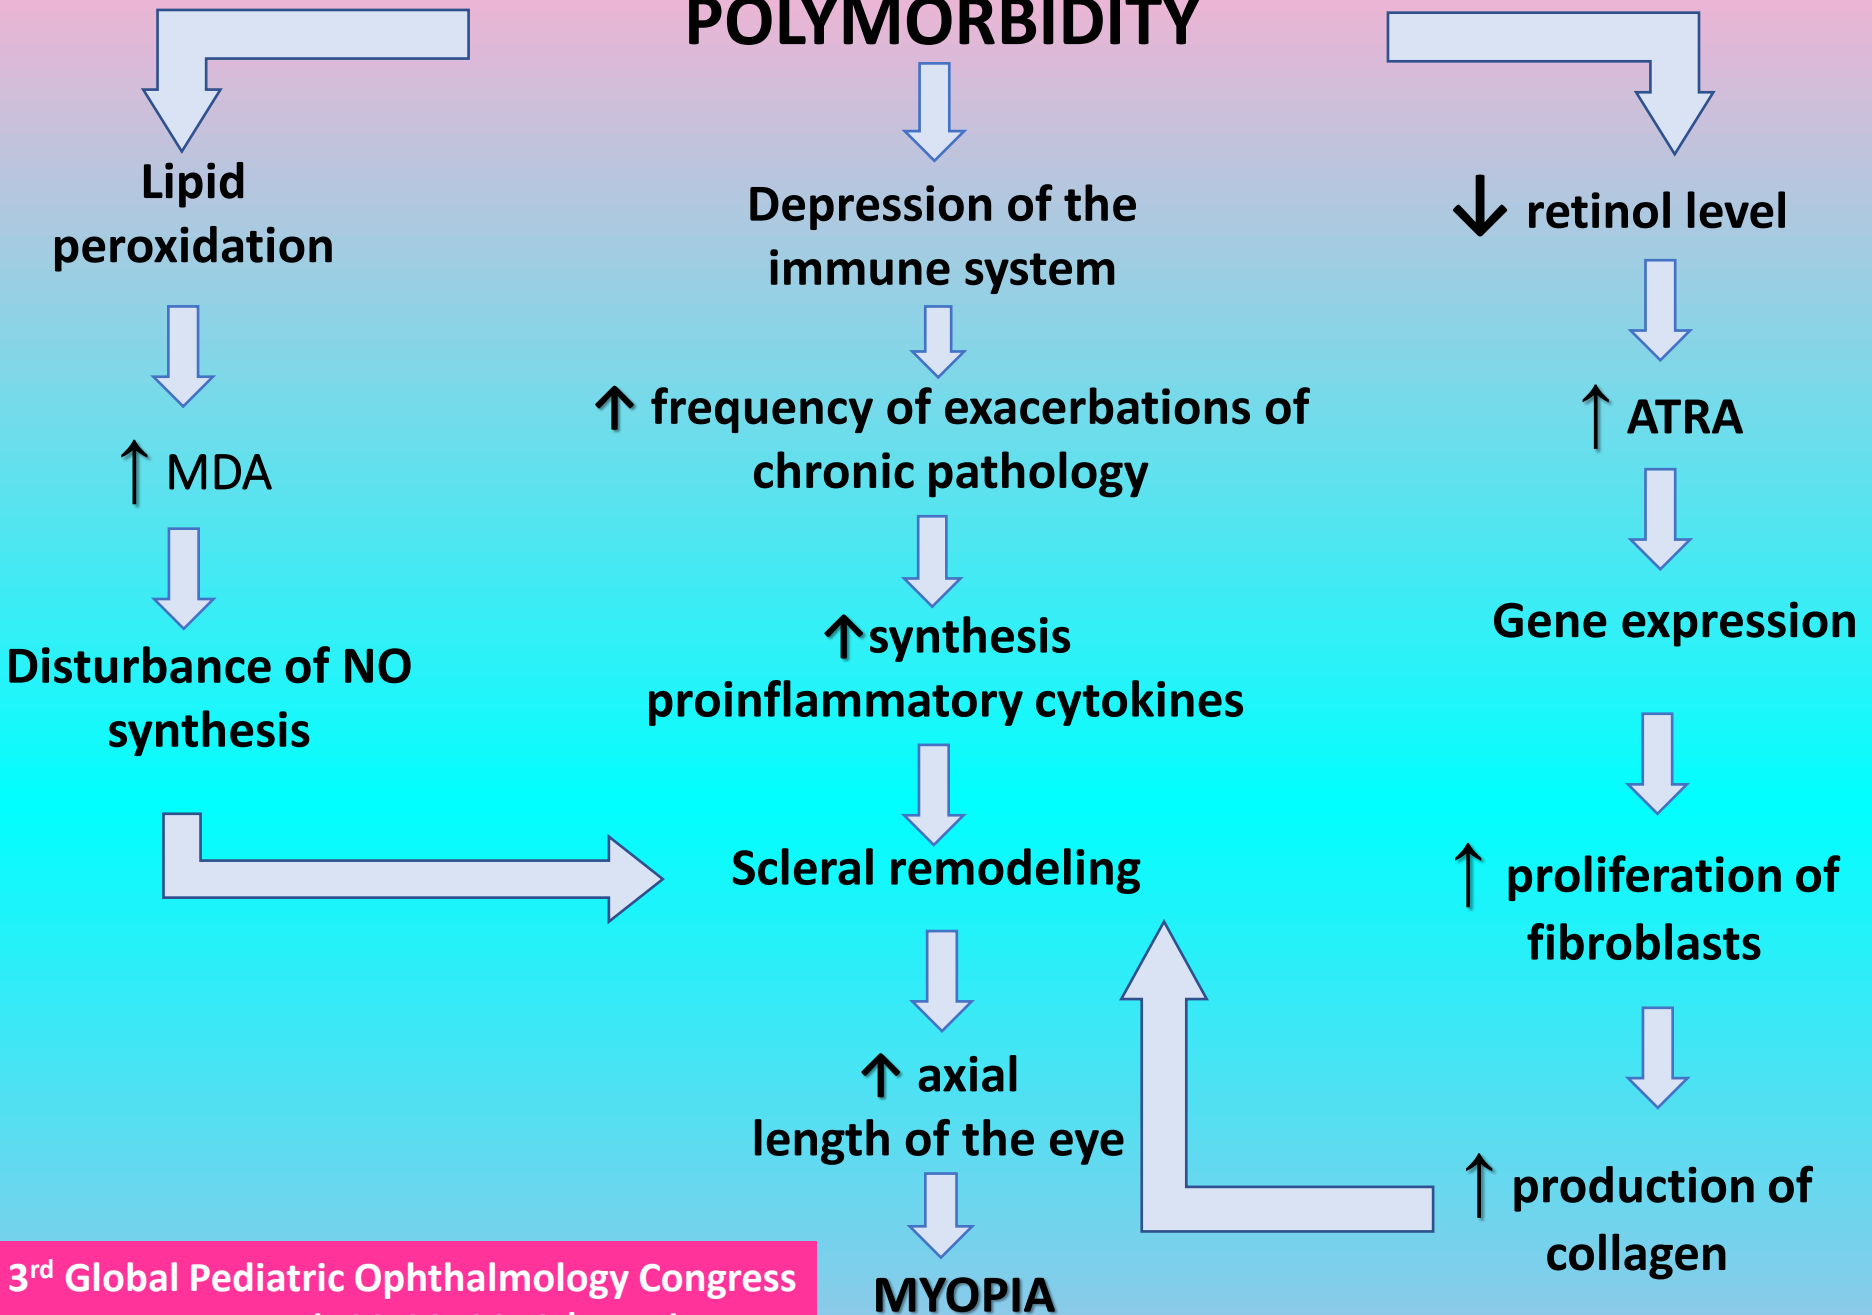 POLYMORBIDITY
Lipid
peroxidation
↑ MDA
Disturbance of NO
synthesis
Depression of the
immune system
↑ frequency of exacerbations of
chronic pathology
↑synthesis
proinflammatory cytokines
Scleral remodeling
↑ axial
length of the eye
MYOPIA
↓ retinol level
↑ ATRA
Gene expression
↑ proliferation of
fibroblasts
↑ production of
collagen
3rd Global Pediatric Ophthalmology Congress